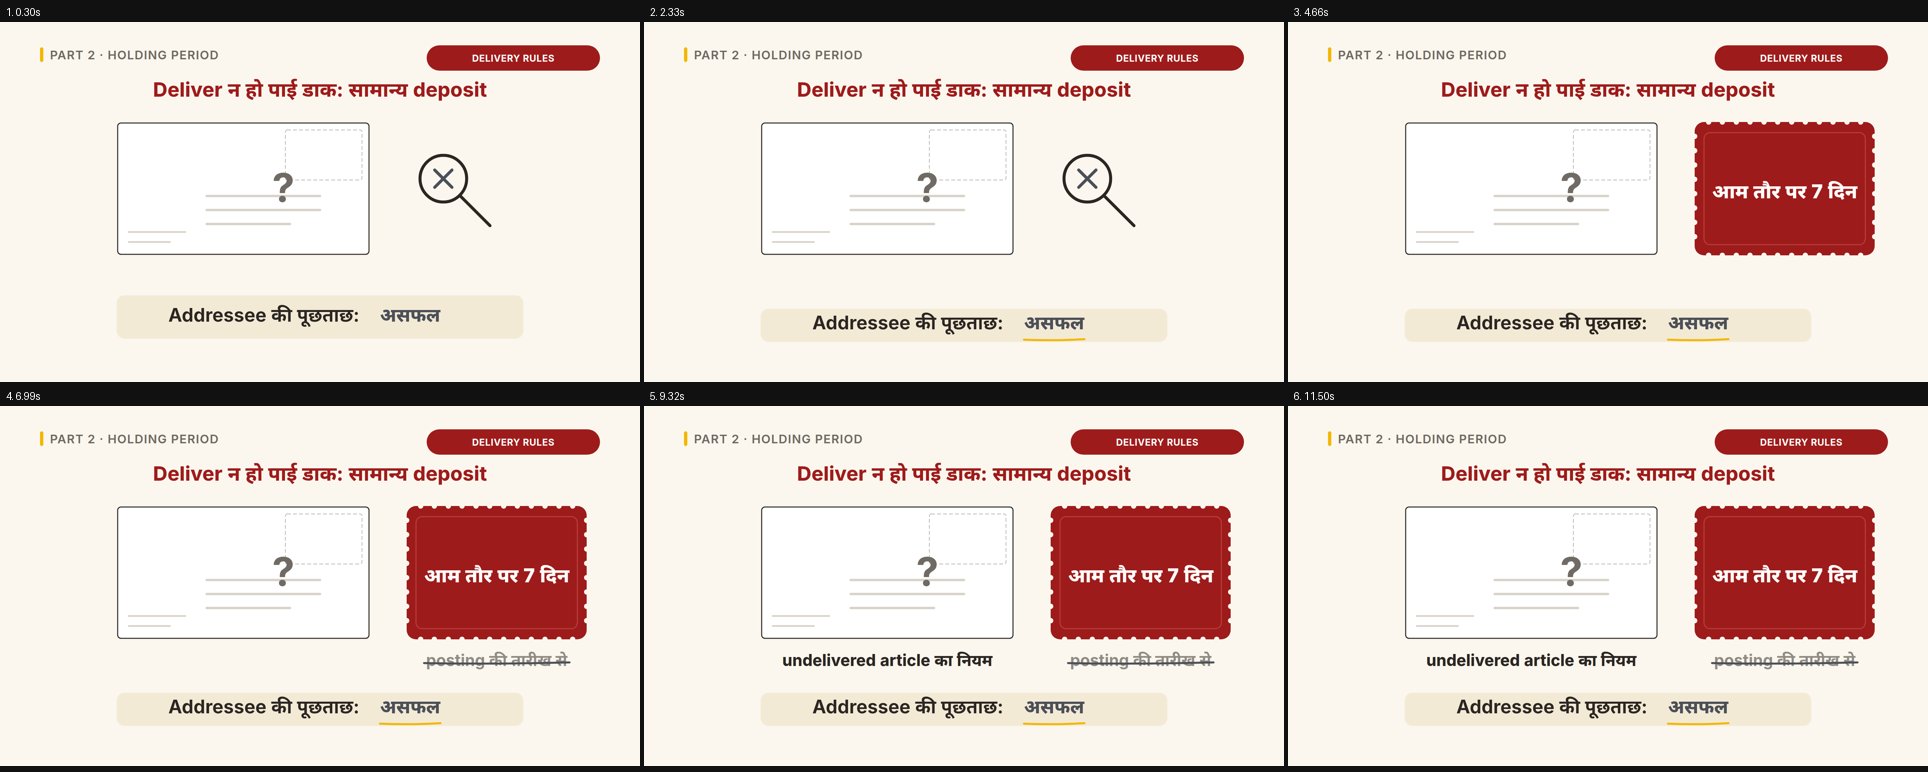 1. 0.30s
PART 2 · HOLDING PERIOD
DELIVERY RULES
Deliver न हो पाई डाक: सामान्य deposit
?
Addressee की पूछताछ: असफल
2. 2.33s
PART 2 · HOLDING PERIOD
DELIVERY RULES
Deliver न हो पाई डाक: सामान्य deposit
?
Addressee की पूछताछ: असफल
3. 4.66s
PART 2 · HOLDING PERIOD
DELIVERY RULES
Deliver न हो पाई डाक: सामान्य deposit
?
आम तौर पर 7 दिन
Addressee की पूछताछ: असफल
4. 6.99s
PART 2 · HOLDING PERIOD
DELIVERY RULES
Deliver न हो पाई डाक: सामान्य deposit
?
आम तौर पर 7 दिन
posting की तारीख से
Addressee की पूछताछ: असफल
5. 9.32s
PART 2 · HOLDING PERIOD
DELIVERY RULES
Deliver न हो पाई डाक: सामान्य deposit
?
आम तौर पर 7 दिन
undelivered article का नियम
posting की तारीख से
Addressee की पूछताछ: असफल
6. 11.50s
PART 2 · HOLDING PERIOD
DELIVERY RULES
Deliver न हो पाई डाक: सामान्य deposit
?
आम तौर पर 7 दिन
undelivered article का नियम
posting की तारीख से
Addressee की पूछताछ: असफल